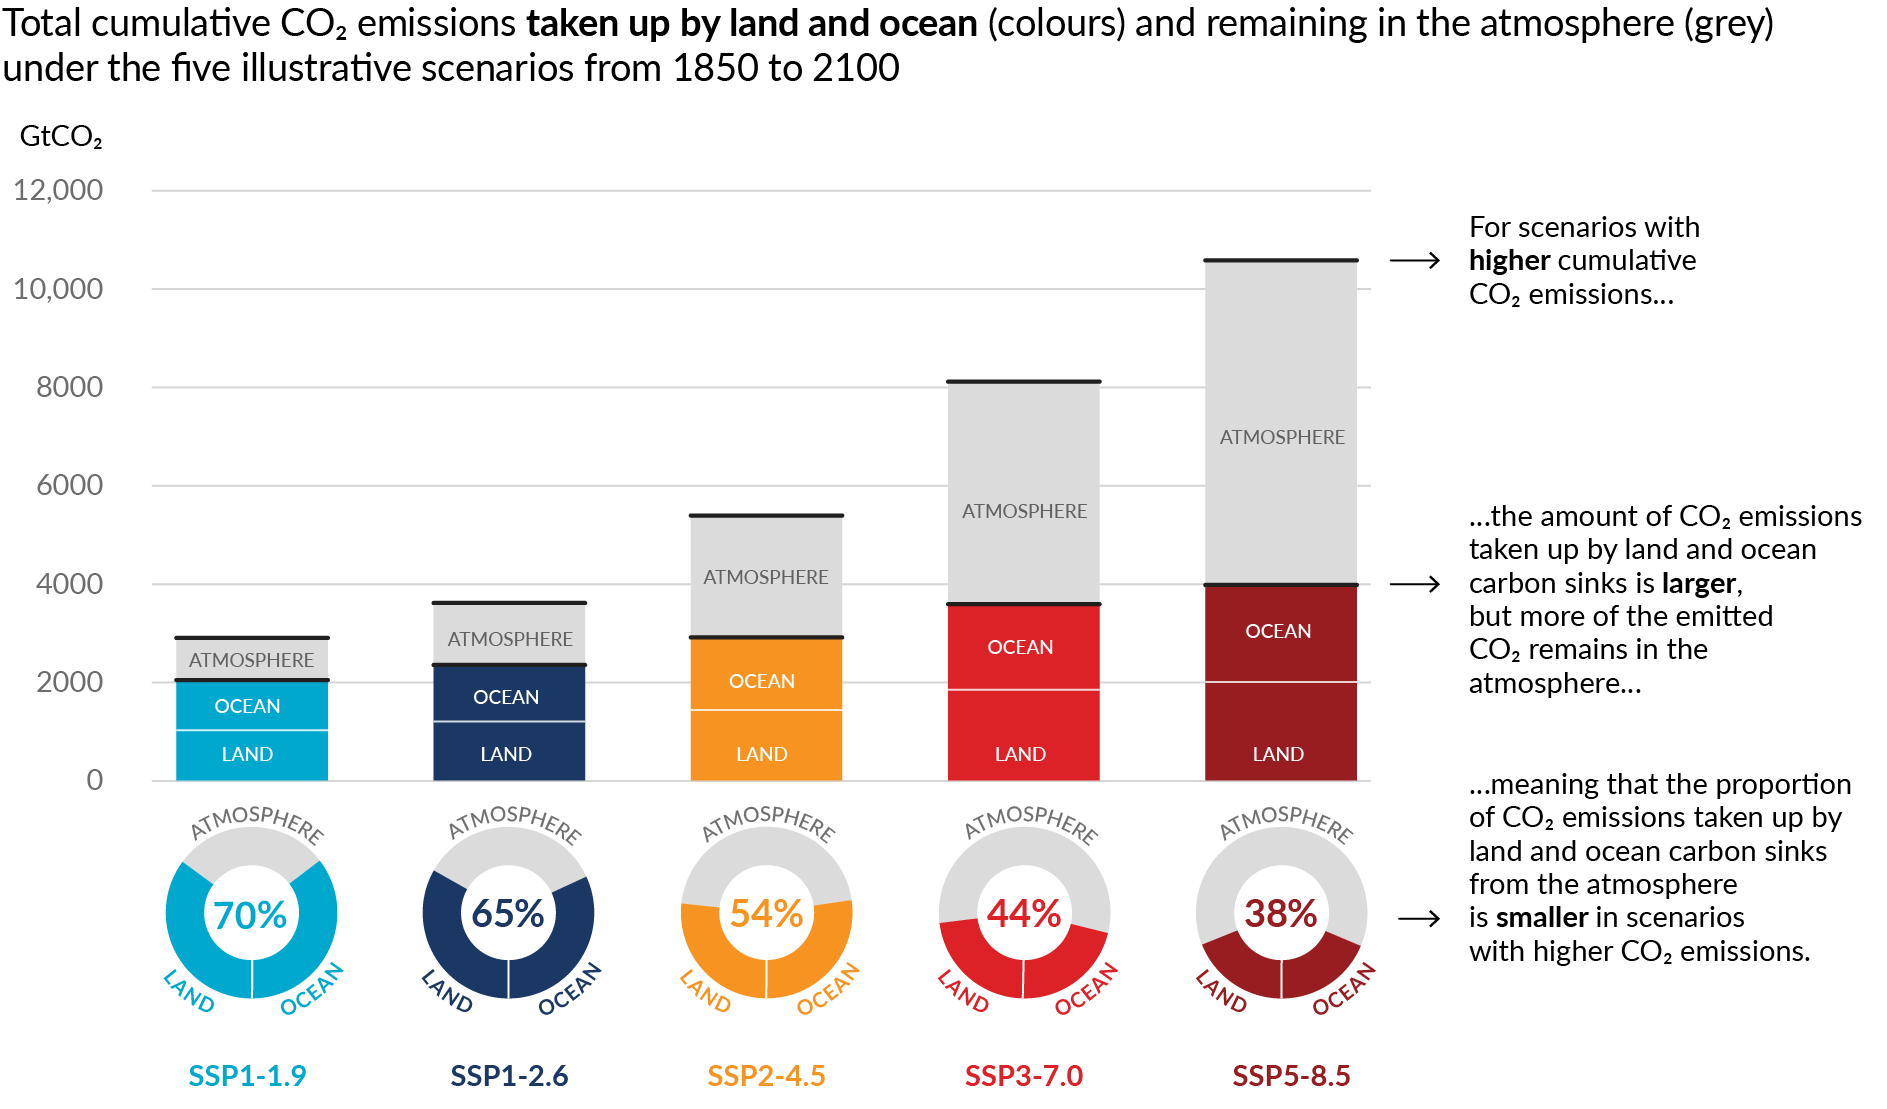 Total cumulative CO₂ emissions taken up by land and ocean (colours) and remaining in the atmosphere (grey)
under the five illustrative scenarios from 1850 to 2100
GtCO₂
12,000
10,000
8000
6000
4000
2000
0
ATMOSPHERE
OCEAN
LAND
ATMOSPHERE
OCEAN
LAND
ATMOSPHERE
OCEAN
LAND
ATMOSPHERE
OCEAN
LAND
ATMOSPHERE
OCEAN
LAND
For scenarios with
higher cumulative
CO₂ emissions...
...the amount of CO₂ emissions
taken up by land and ocean
carbon sinks is larger,
but more of the emitted
CO₂ remains in the
atmosphere...
...meaning that the proportion
of CO₂ emissions taken up by
land and ocean carbon sinks
from the atmosphere
is smaller in scenarios
with higher CO₂ emissions.
ATMOSPHERE
70%
LAND
OCEAN
SSP1-1.9
ATMOSPHERE
65%
LAND
OCEAN
SSP1-2.6
ATMOSPHERE
54%
LAND
OCEAN
SSP2-4.5
ATMOSPHERE
44%
LAND
OCEAN
SSP3-7.0
ATMOSPHERE
38%
LAND
OCEAN
SSP5-8.5